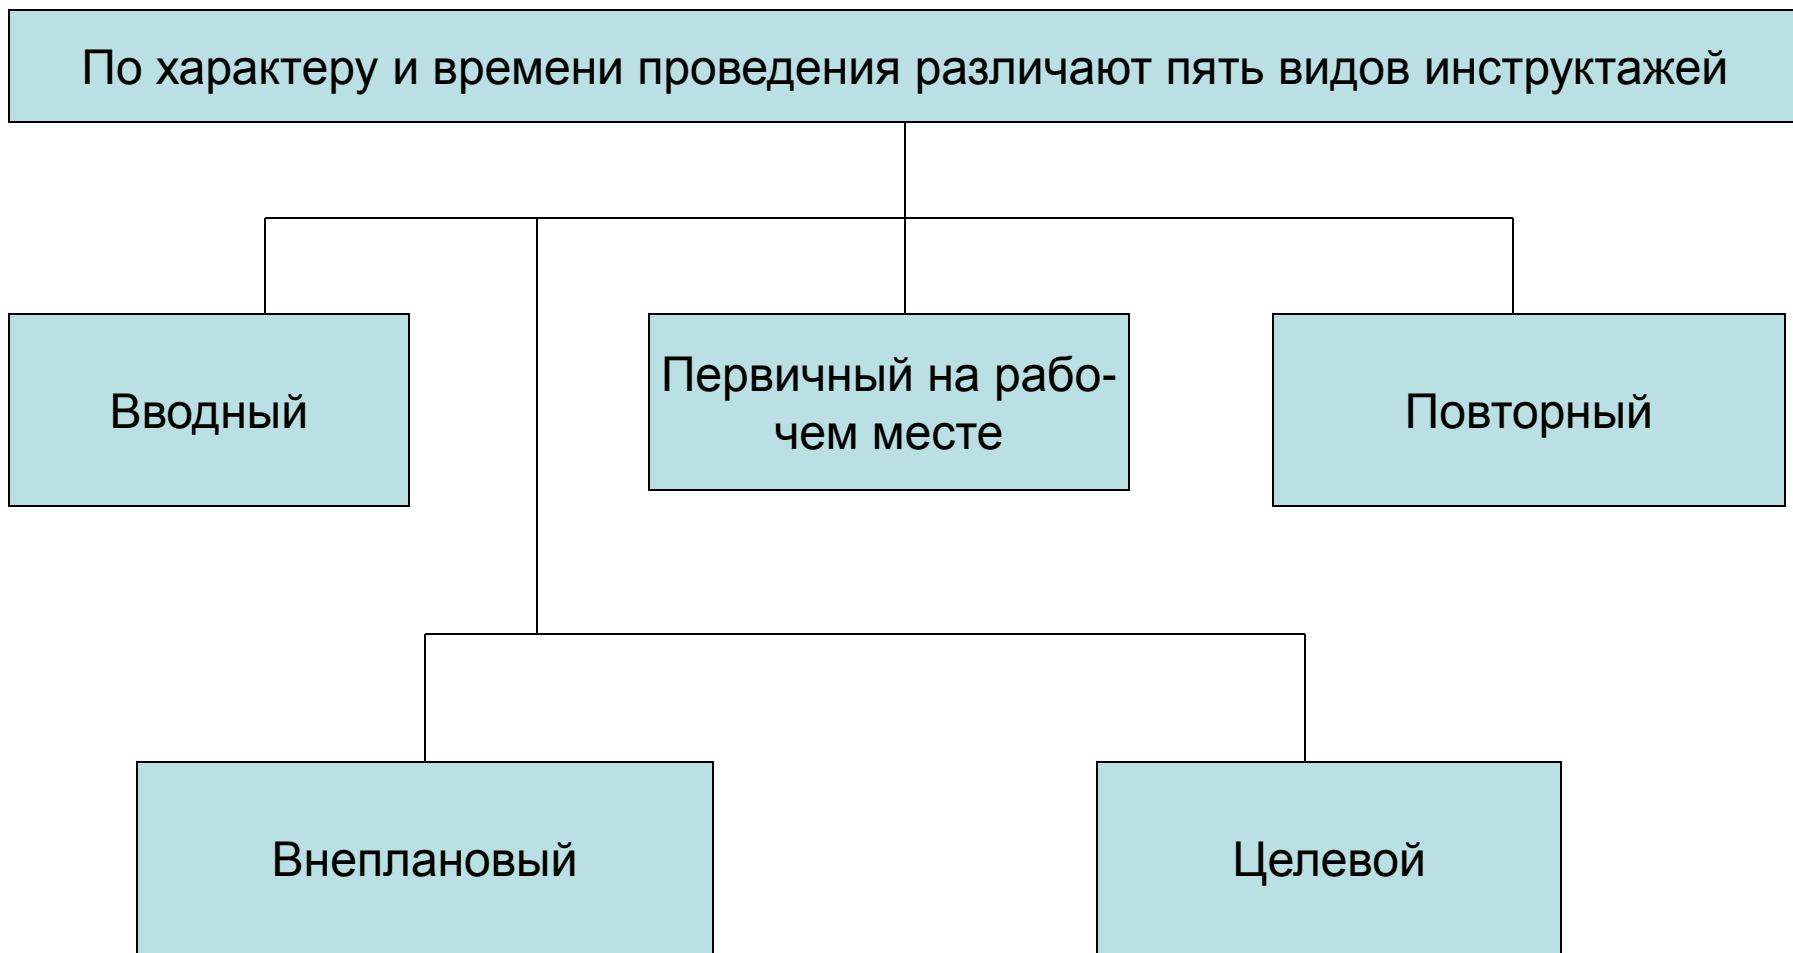 По характеру и времени проведения различают пять видов инструктажей
Вводный
Первичный на рабо-
чем месте
Повторный
Внеплановый
Целевой